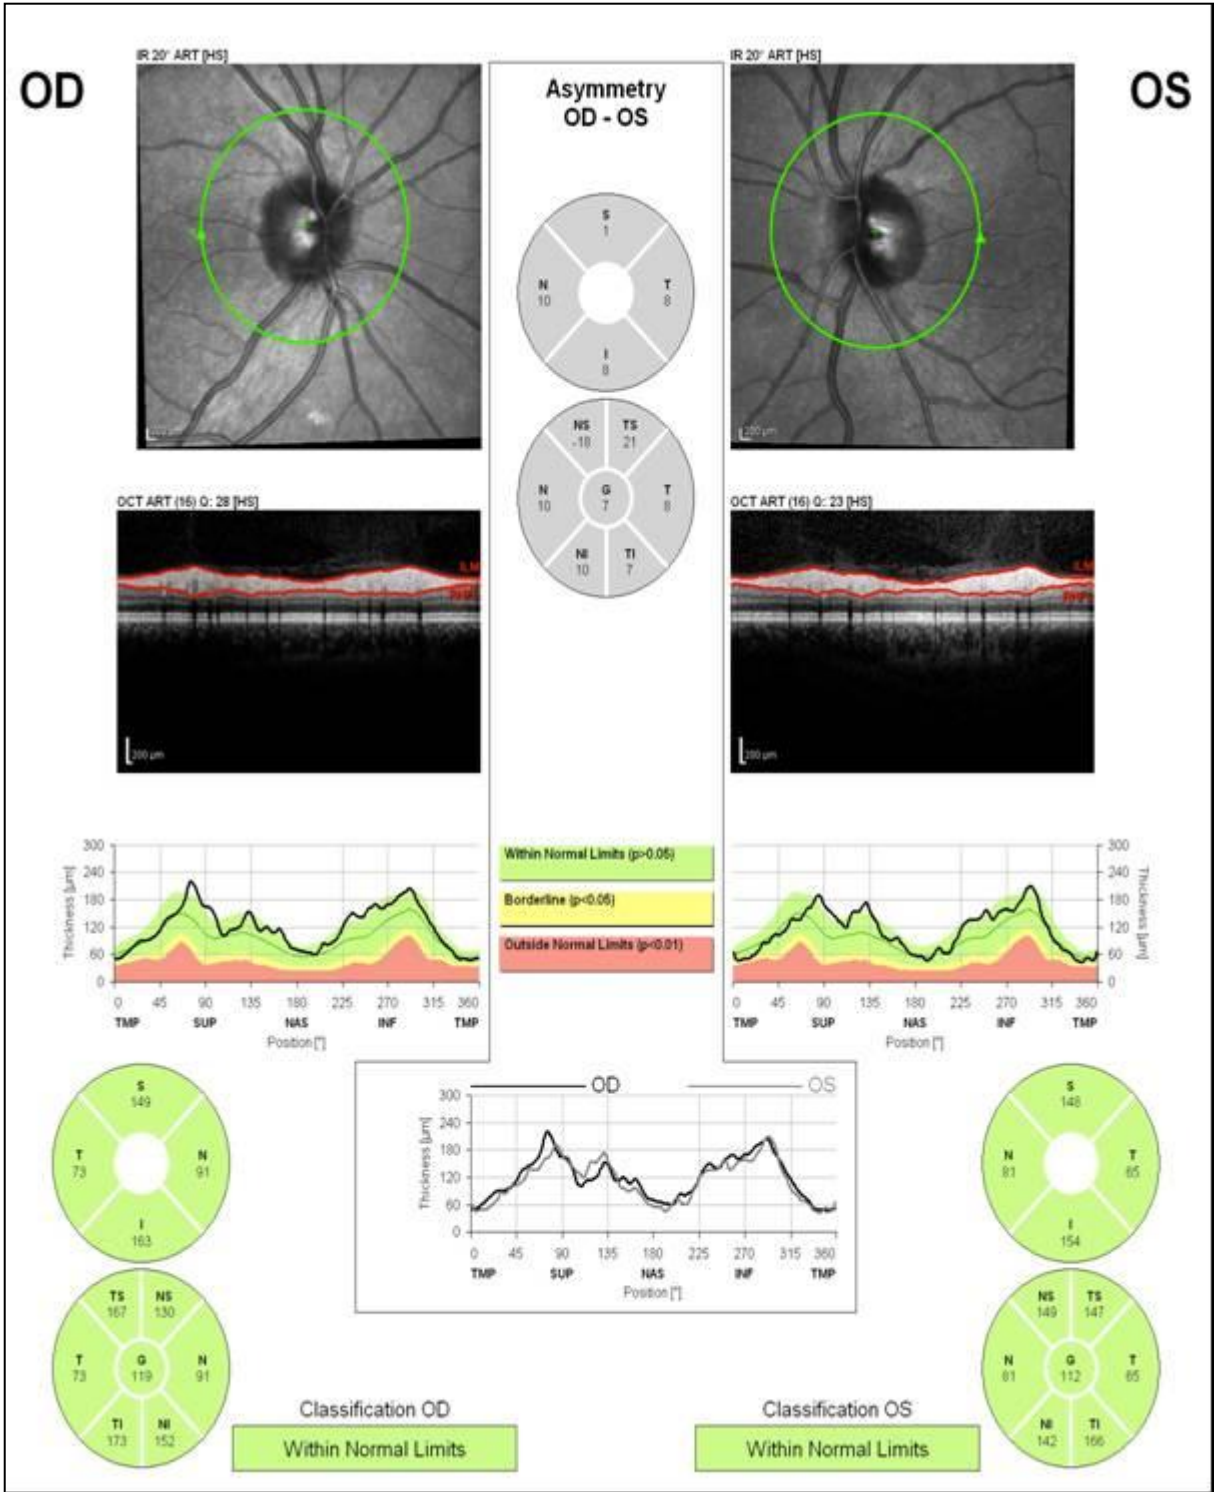 IR 20° ART [HS]
IR 20° ART [HS]
OD
OS
Asymmetry
OD - OS
S
1
N
10
T
8
I
8
NS
-18
TS
21
N
10
G
7
T
8
NI
10
TI
7
200 µm
OCT ART (16) Q: 28 [HS]
OCT ART (16) Q: 23 [HS]
ILM
ILM
200 µm
200 µm
Within Normal Limits (p>0.05)
Borderline (p<0.05)
Outside Normal Limits (p<0.01)
Thickness [µm]
300
240
180
120
60
0
0 45 90 135 180 225 270 315 360
TMP SUP NAS INF TMP
Position [°]
300
240
180
120
60
0
Thickness [µm]
0 45 90 135 180 225 270 315 360
TMP SUP NAS INF TMP
Position [°]
OD
OS
Thickness [µm]
300
240
180
120
60
0
0 45 90 135 180 225 270 315 360
TMP SUP NAS INF TMP
Position [°]
S
149
T
73
N
91
I
163
TS
167
NS
130
T
73
G
119
N
91
TI
173
NI
152
S
148
N
81
T
65
I
154
NS
149
TS
147
N
81
G
112
T
65
NI
142
TI
166
Classification OD
Within Normal Limits
Classification OS
Within Normal Limits